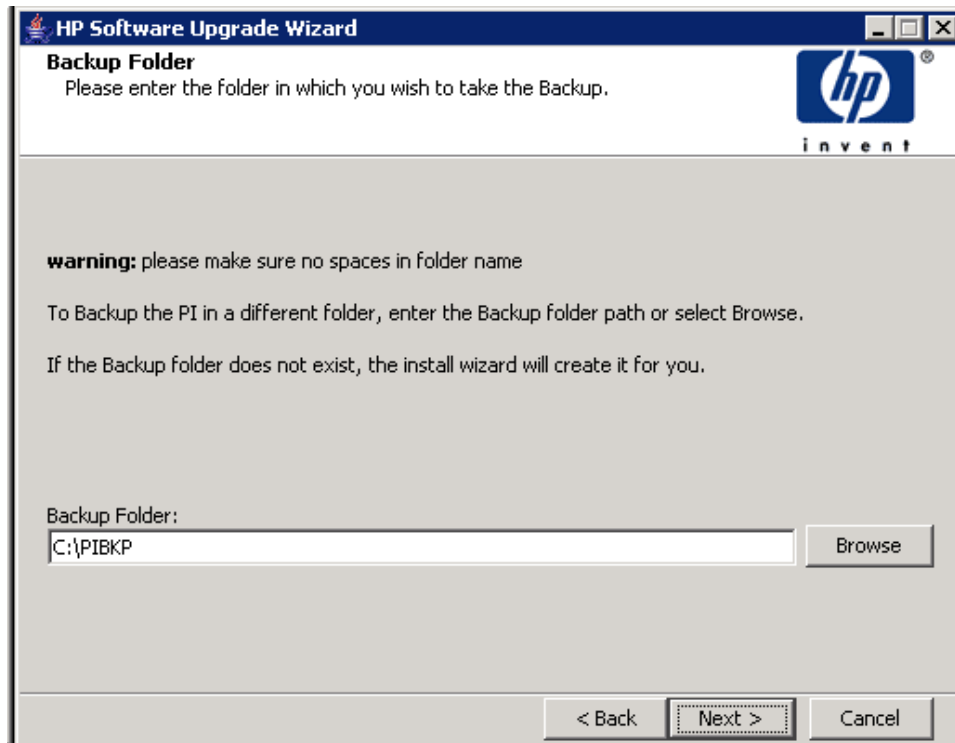 HP Software Upgrade Wizard
Backup Folder
Please enter the folder in which you wish to take the Backup.
hp
®
invent
warning: please make sure no spaces in folder name
To Backup the PI in a different folder, enter the Backup folder path or select Browse.
If the Backup folder does not exist, the install wizard will create it for you.
Backup Folder:
C:\PIBKP
Browse
< Back
Next >
Cancel